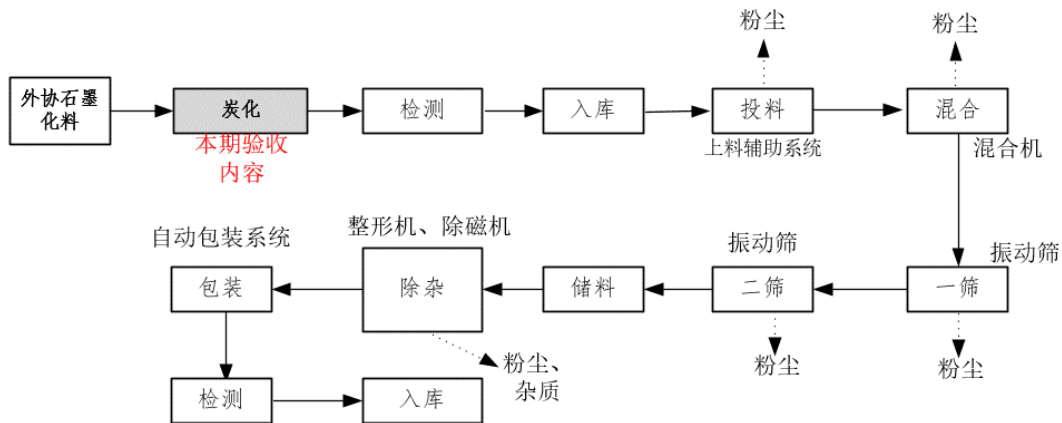 粉尘
粉尘
外协石墨
化料
炭化
检测
入库
投料
混合
本期验收
内容
上料辅助系统
混合机
自动包装系统
整形机、除磁机
振动筛
振动筛
包装
除杂
储料
二筛
一筛
粉尘、
杂质
粉尘
粉尘
检测
入库